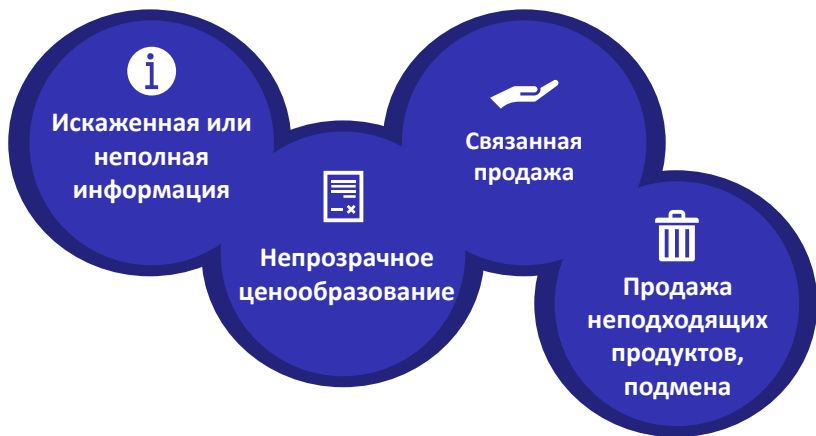 Искаженная или
неполная
информация
Непрозрачное
ценообразование
Связанная
продажа
Продажа
неподходящих
продуктов,
подмена